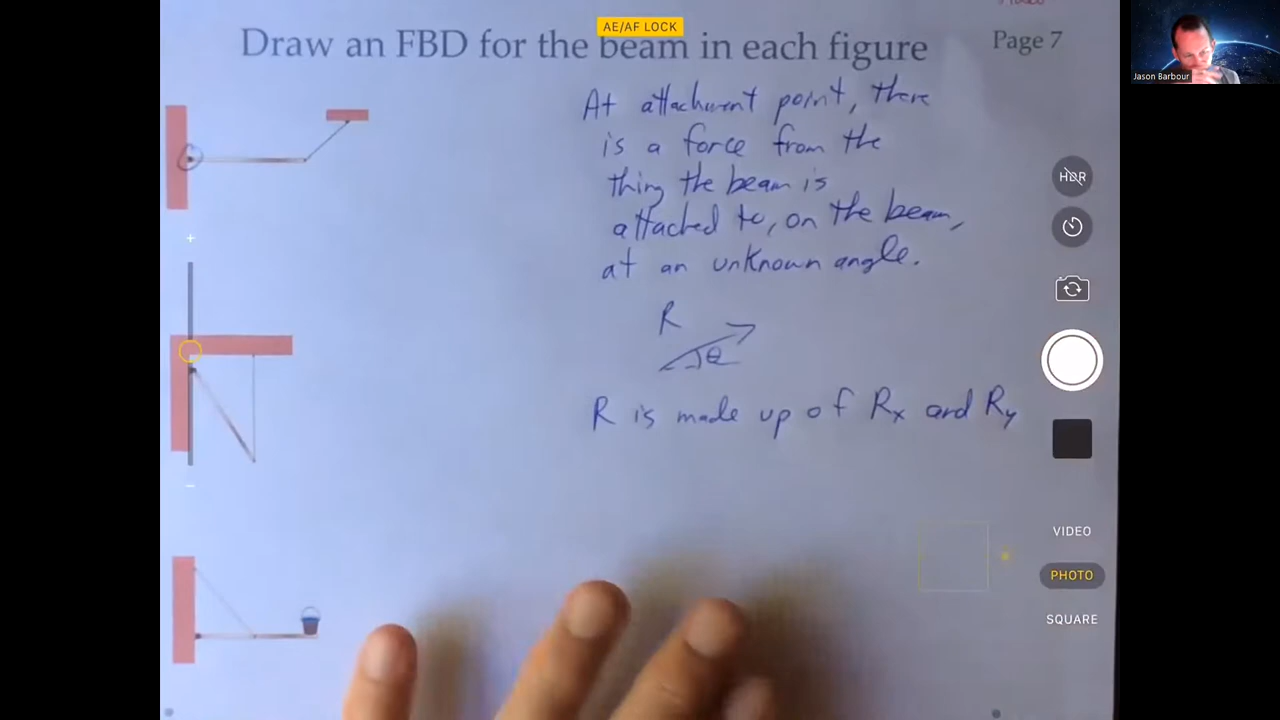 AE/AF LOCK
Draw an FBD for the beam in each figure
Page 7
At attachment point, there
is a force from the
thing the beam is
attached to, on the beam,
at an unknown angle.
R
θ
R is made up of Rx and Ry
HDR
VIDEO
PHOTO
SQUARE
Jason Barbour